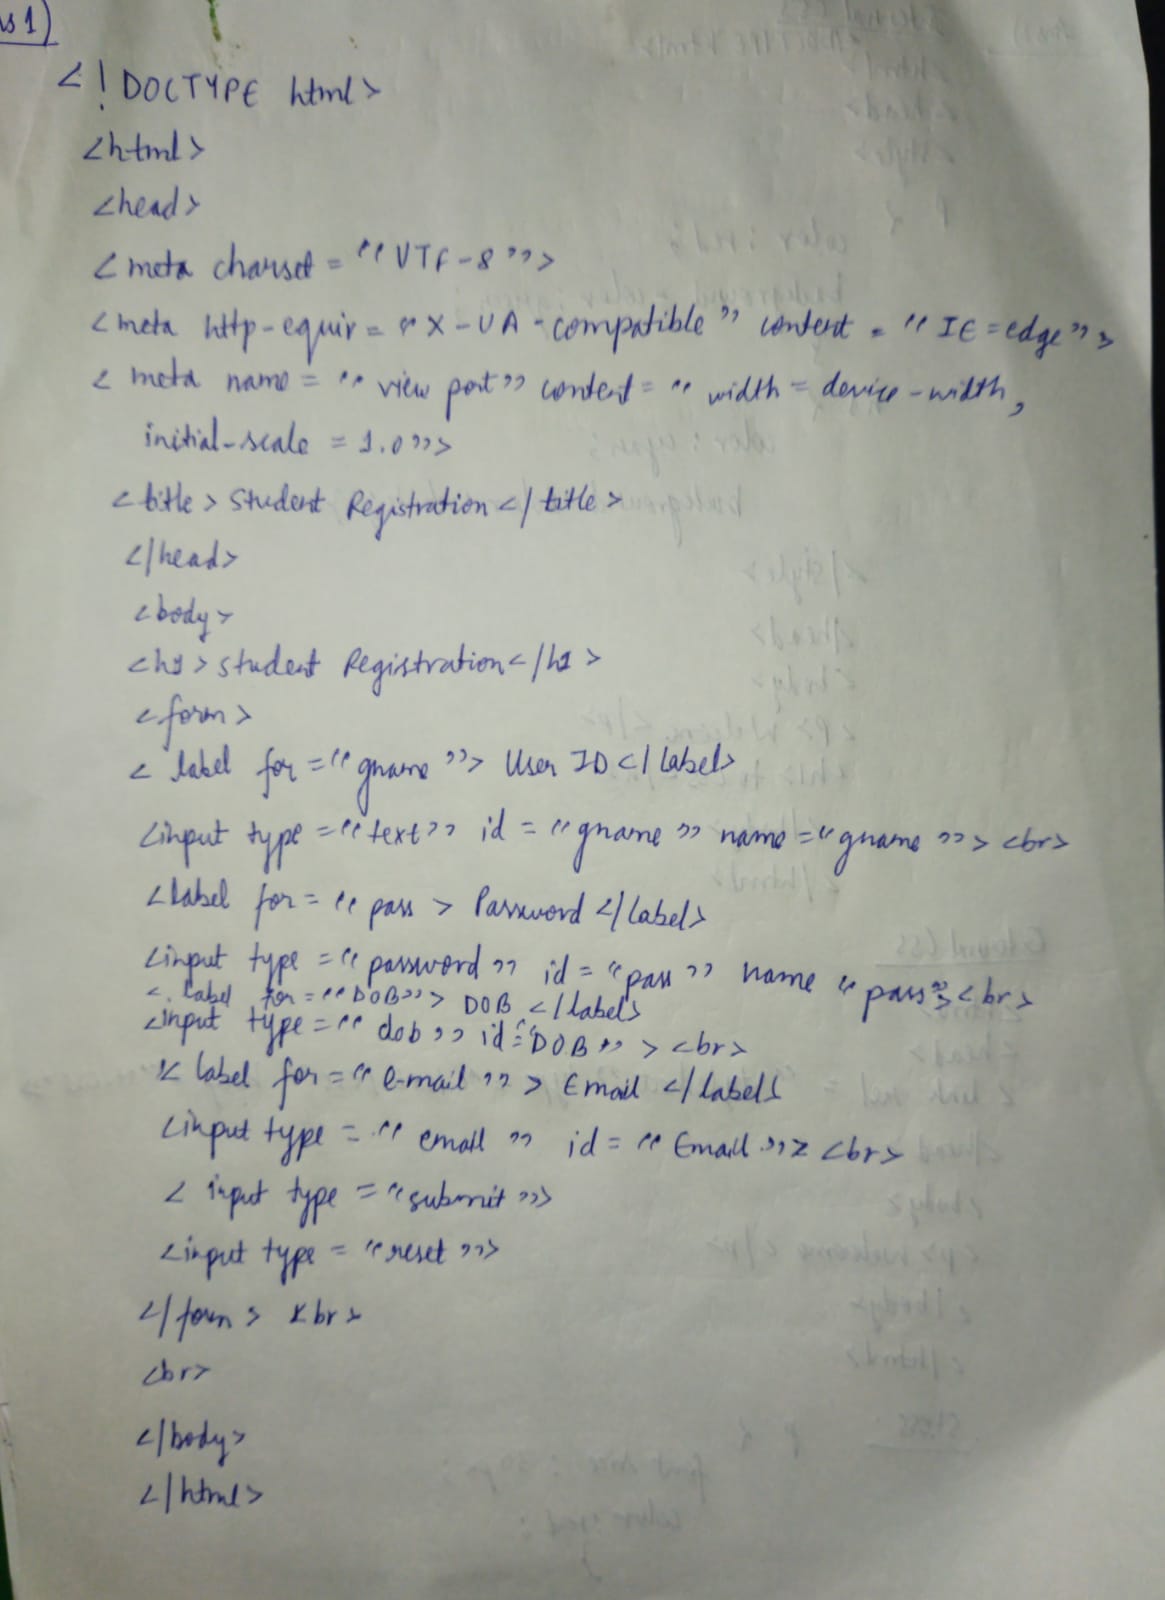 ns 1)
<!DOCTYPE html>
<html>
<head>
<meta charset = "UTF-8">
<meta http-equiv = "X-UA-compatible" content = "IE=edge">
<meta name = "view port" content = "width = device-width,
initial-scale = 1.0">
<title> Student Registration </title>
</head>
<body>
<h1> Student Registration </h1>
<form>
<label for = "gname"> User ID </label>
<input type = "text" id = "gname" name = "gname"> <br>
<label for = "pass > Password </label>
<input type = "password" id = "pass" name "pass"> <br>
<label for = "DOB"> DOB </label>
<input type = "dob" id = "DOB" > <br>
< label for = "e-mail" > Email </label>
<input type = "email" id = "Email"> <br>
< input type = "submit">
<input type = "reset">
</form> <br>
<br>
</body>
</html>